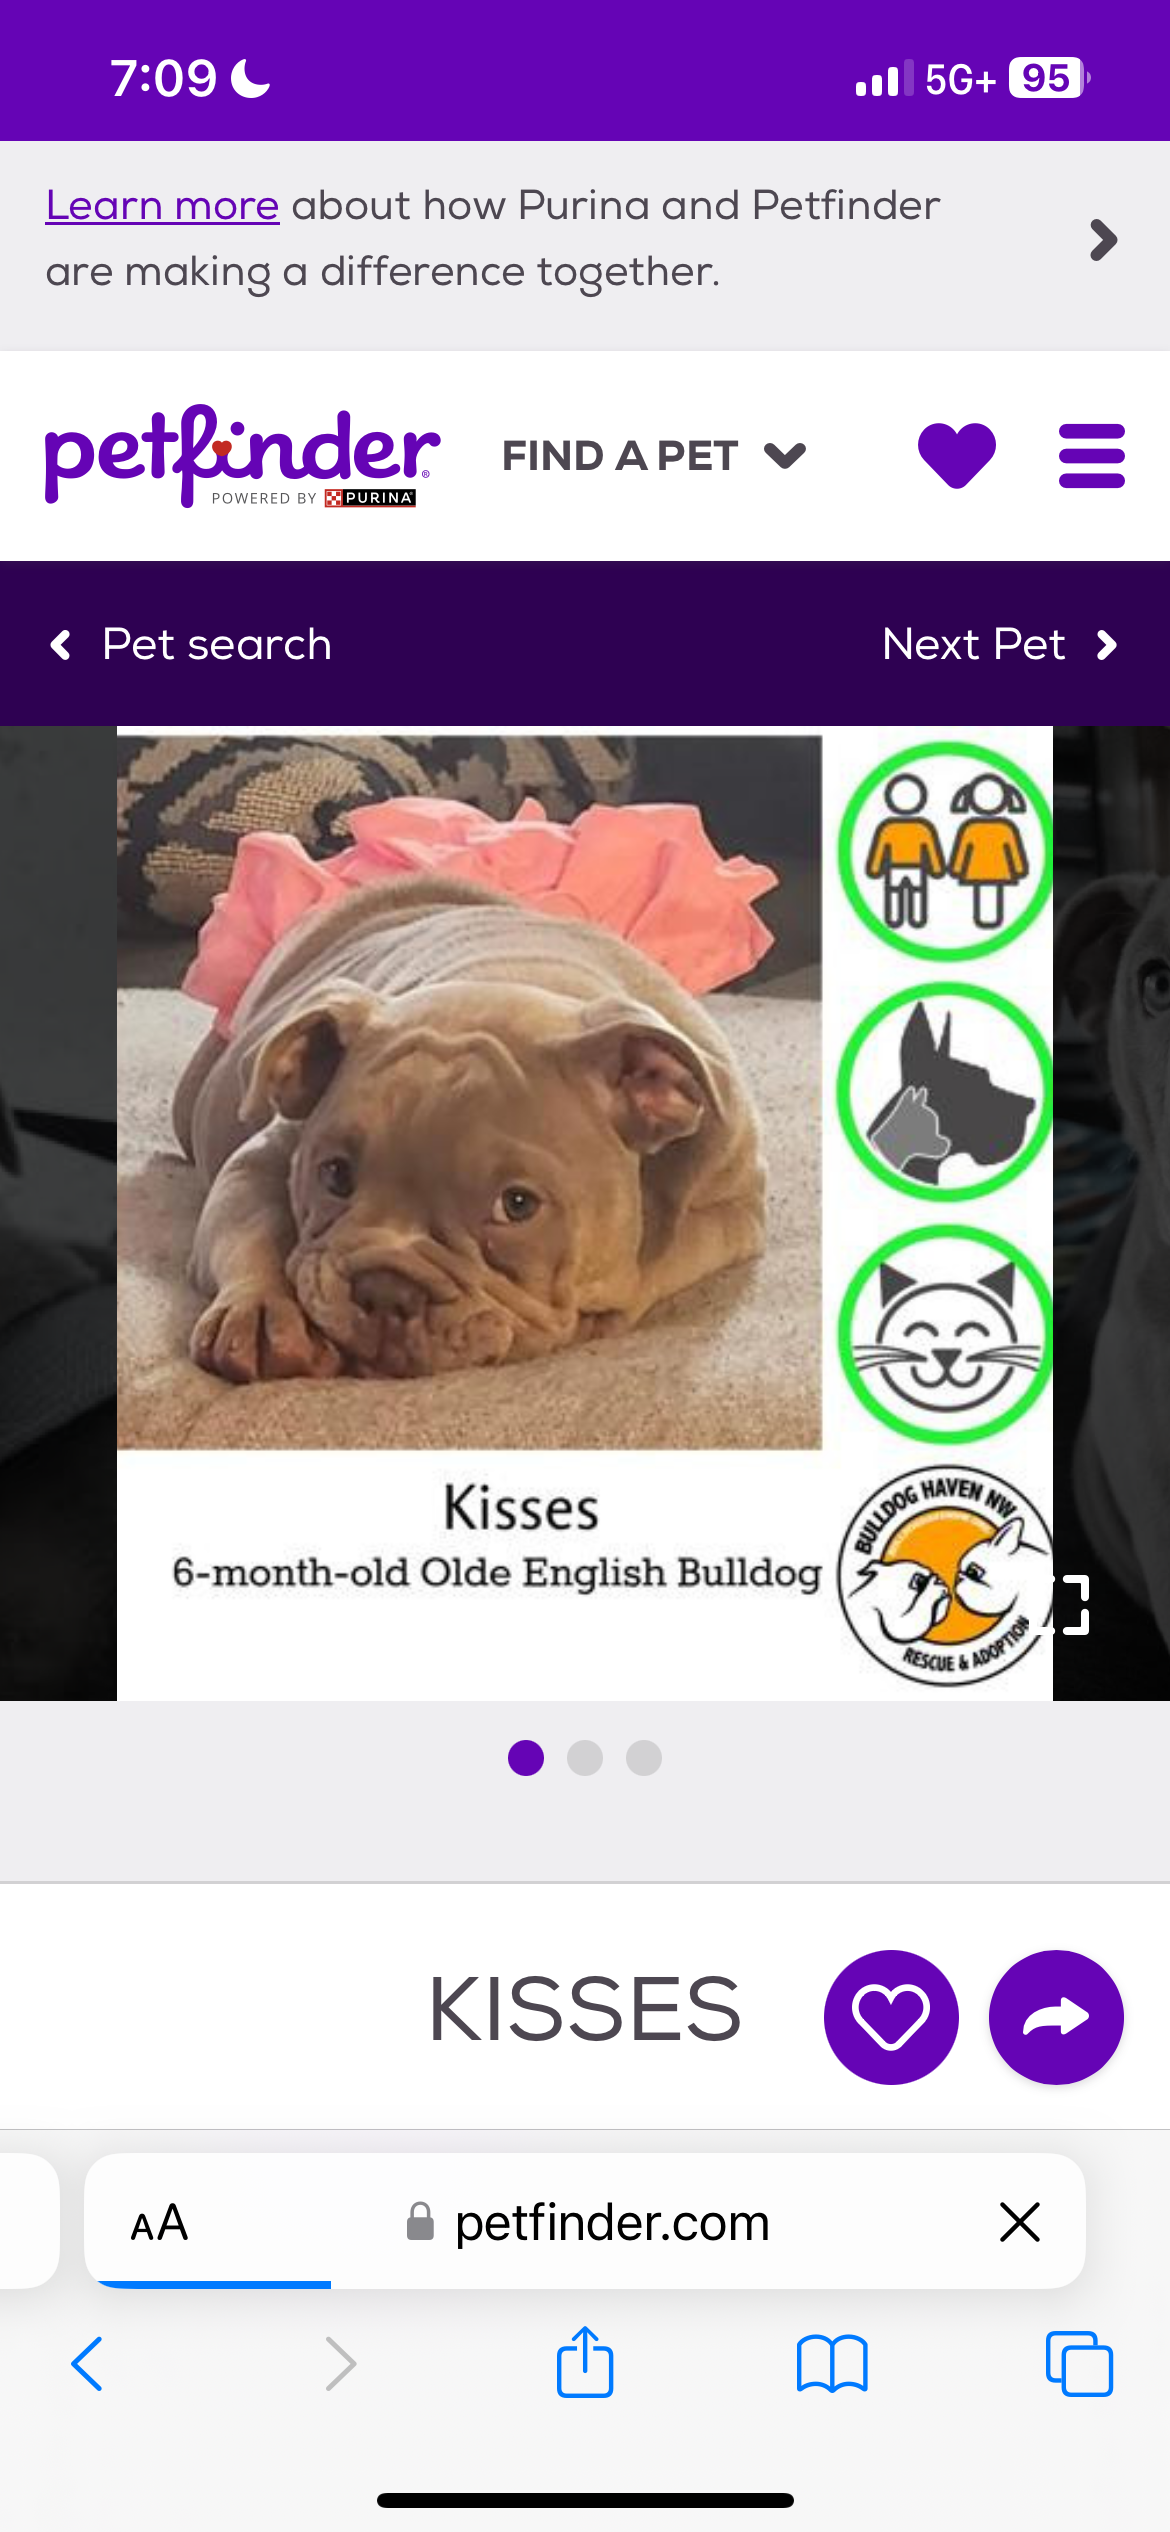 7:09
5G+ 95
Learn more about how Purina and Petfinder
are making a difference together.
petfinder®
POWERED BY PURINA
FIND A PET
Pet search
Next Pet
Kisses
6-month-old Olde English Bulldog
BULLDOG HAVEN NW
RESCUE & ADOPTION
KISSES
AA
petfinder.com